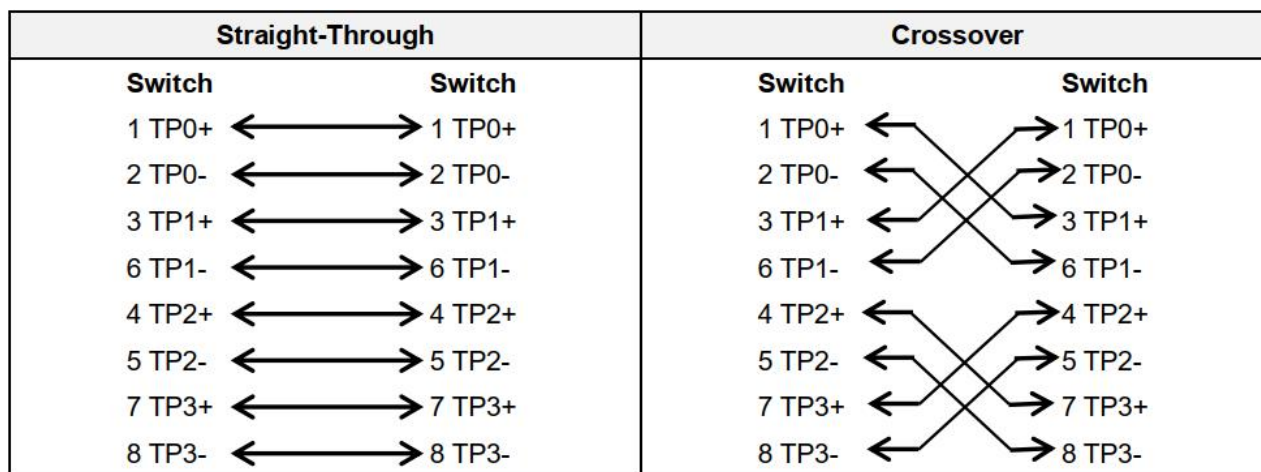 Straight-Through
Crossover
Switch Switch
1 TP0+ 1 TP0+
2 TP0- 2 TP0-
3 TP1+ 3 TP1+
6 TP1- 6 TP1-
4 TP2+ 4 TP2+
5 TP2- 5 TP2-
7 TP3+ 7 TP3+
8 TP3- 8 TP3-
Switch Switch
1 TP0+ 1 TP0+
2 TP0- 2 TP0-
3 TP1+ 3 TP1+
6 TP1- 6 TP1-
4 TP2+ 4 TP2+
5 TP2- 5 TP2-
7 TP3+ 7 TP3+
8 TP3- 8 TP3-